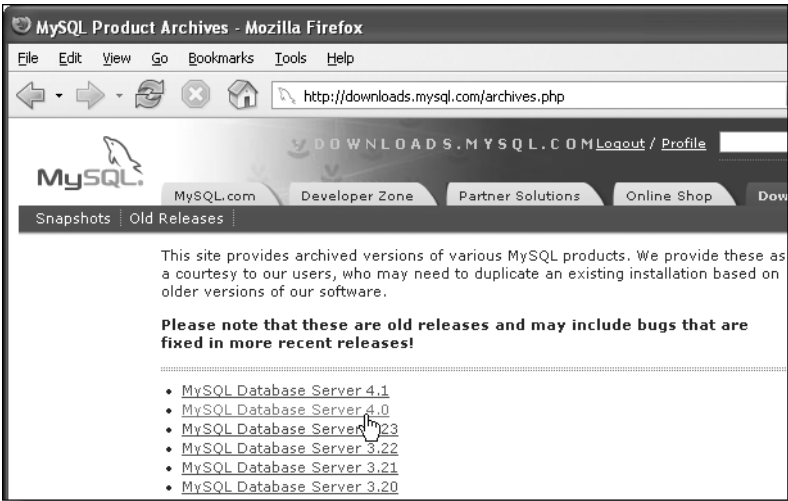 MySQL Product Archives - Mozilla Firefox
File Edit View Go Bookmarks Tools Help
http://downloads.mysql.com/archives.php
DOWNLOADS.MYSQL.COM Logout / Profile
MySQL
MySQL.com Developer Zone Partner Solutions Online Shop
Snapshots Old Releases
This site provides archived versions of various MySQL products. We provide these as
a courtesy to our users, who may need to duplicate an existing installation based on
older versions of our software.
Please note that these are old releases and may include bugs that are
fixed in more recent releases!
• MySQL Database Server 4.1
• MySQL Database Server 4.0
• MySQL Database Server 23
• MySQL Database Server 3.22
• MySQL Database Server 3.21
• MySQL Database Server 3.20